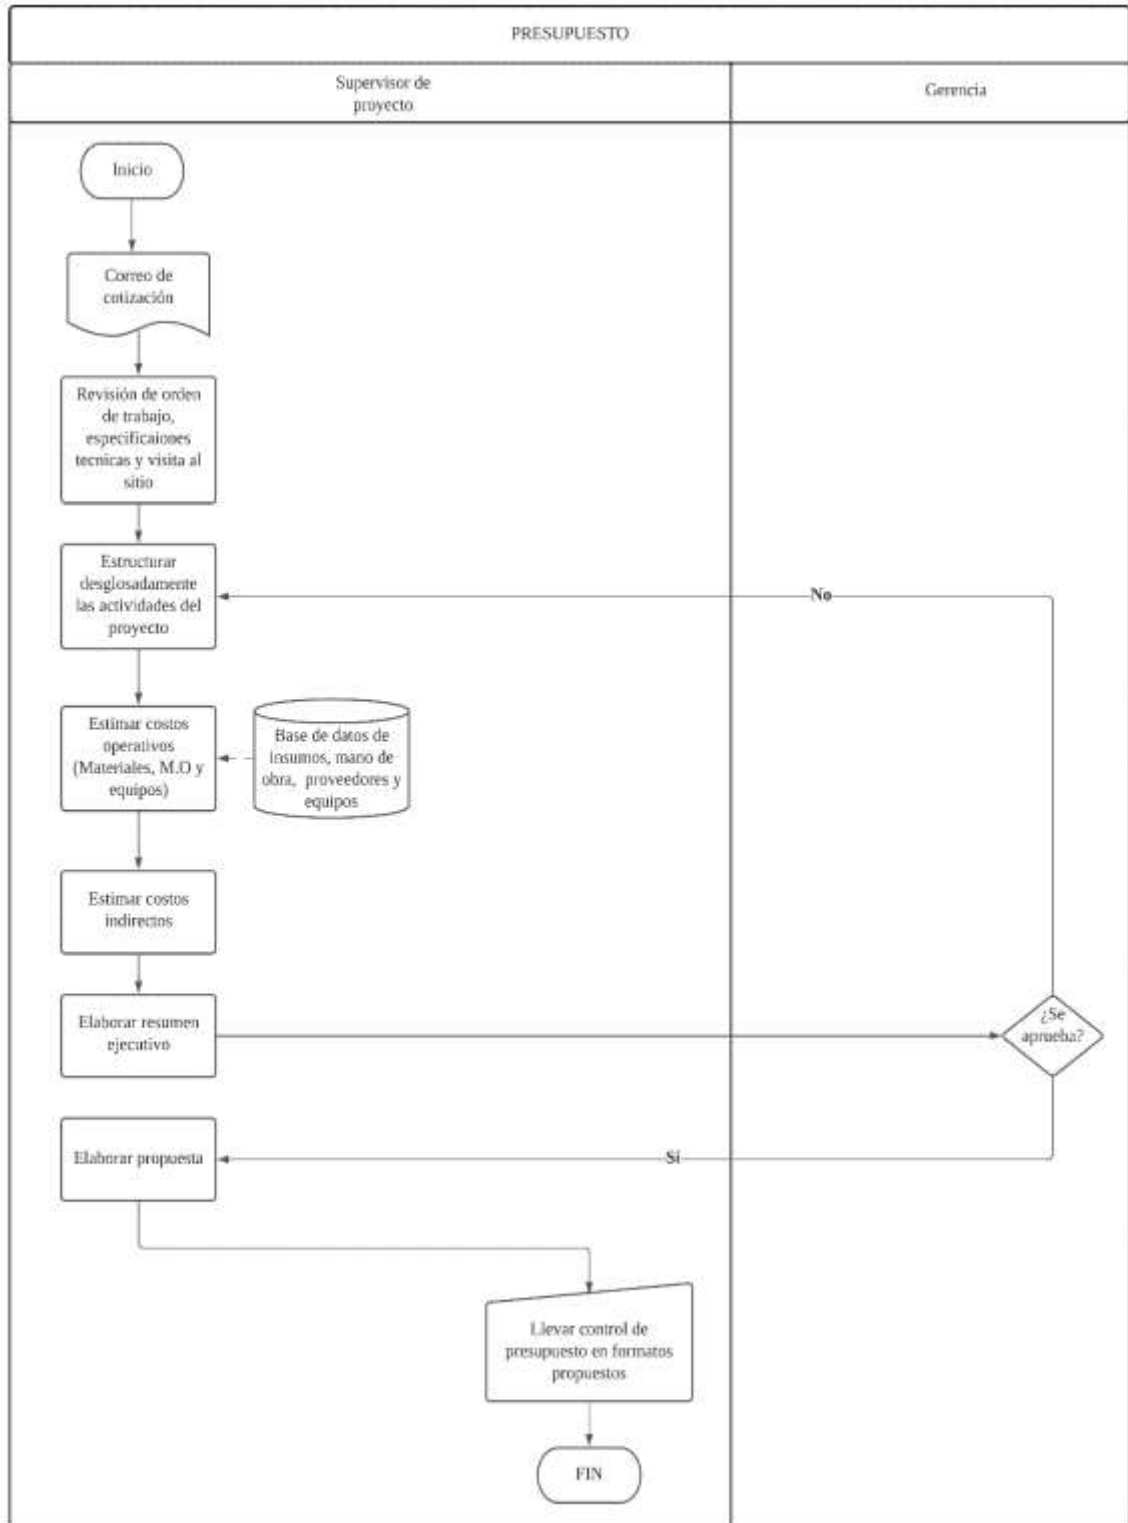 PRESUPUESTO
Supervisor de
proyecto
Gerencia
Inicio
Correo de
cotización
Revisión de orden
de trabajo,
especificaiones
tecnicas y visita al
sitio
Estructurar
desglosadamente
las actividades del
proyecto
No
Estimar costos
operativos
(Materiales, M.O y
equipos)
Base de datos de
insumos, mano de
obra, proveedores y
equipos
Estimar costos
indirectos
Elaborar resumen
ejecutivo
¿Se
aprueba?
Elaborar propuesta
Sí
Llevar control de
presupuesto en formatos
propuestos
FIN